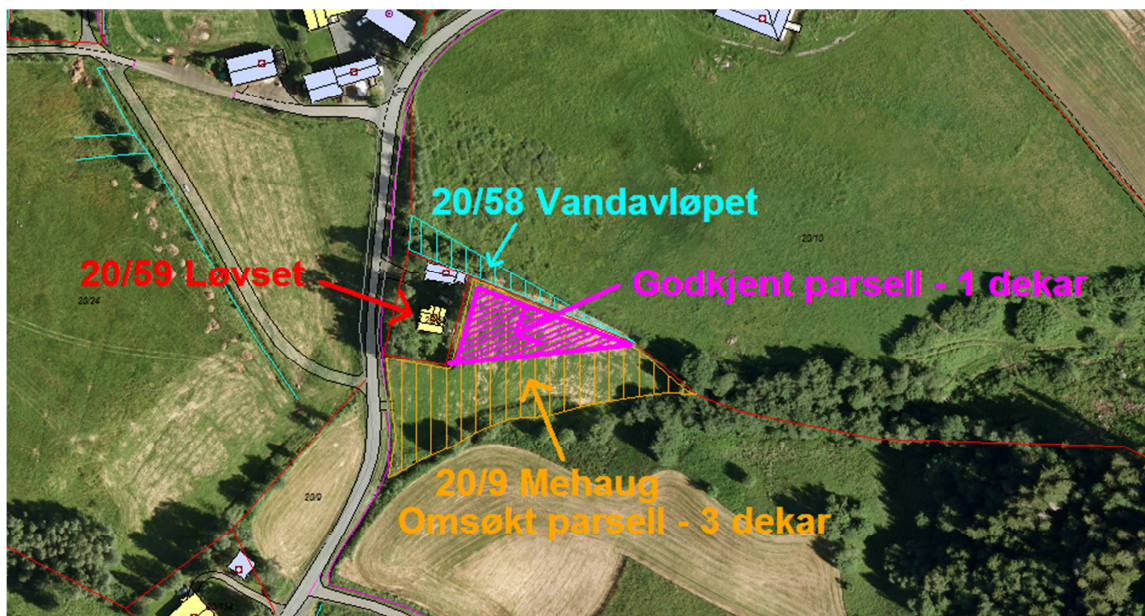 20/58 Vandavløpet
20/10
20/59 Løvset
Godkjent parsell - 1 dekar
20/24
20/9 Mehaug
Omsøkt parsell - 3 dekar
20/9